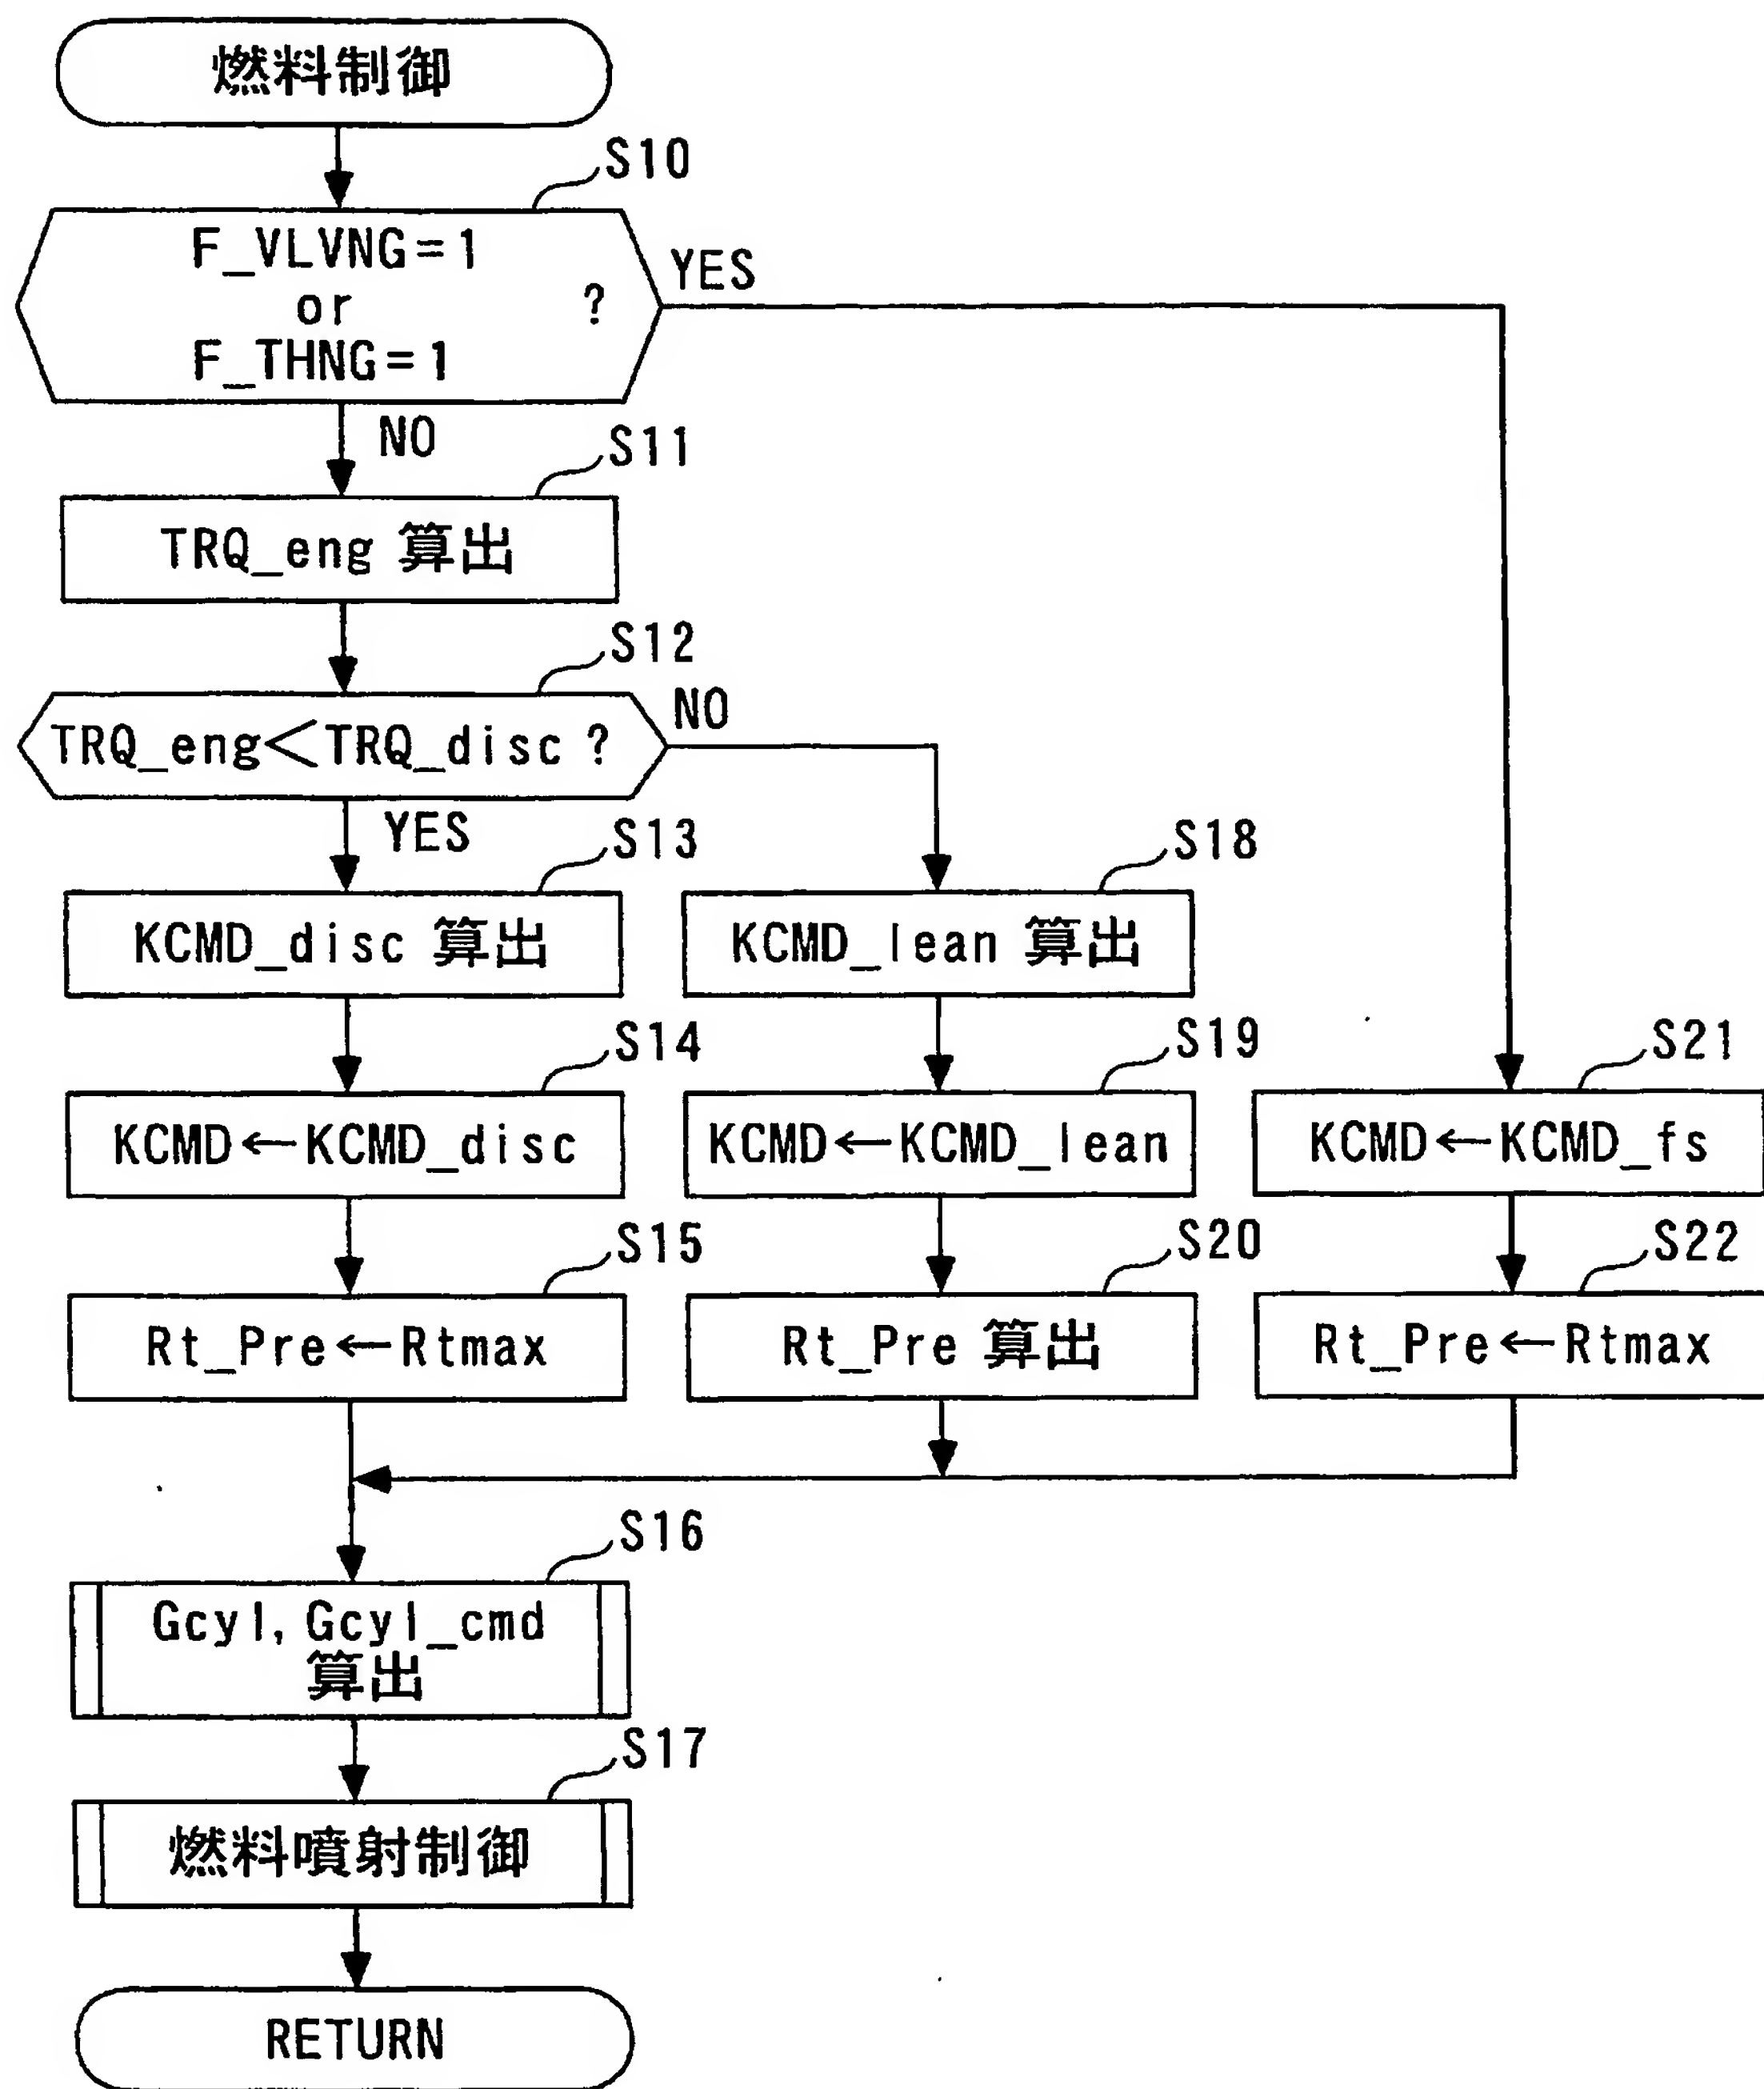 燃料制御
S10
F_VLVNG=1
or ?
F_THNG=1
YES
NO
S11
TRQ_eng 算出
S12
TRQ_eng<TRQ_disc ?
NO
YES
S13
KCMD_disc 算出
S18
KCMD_lean 算出
S14
KCMD←KCMD_disc
S19
KCMD←KCMD_lean
S21
KCMD←KCMD_fs
S15
Rt_Pre←Rtmax
S20
Rt_Pre 算出
S22
Rt_Pre←Rtmax
S16
Gcyl, Gcyl_cmd
算出
S17
燃料噴射制御
RETURN